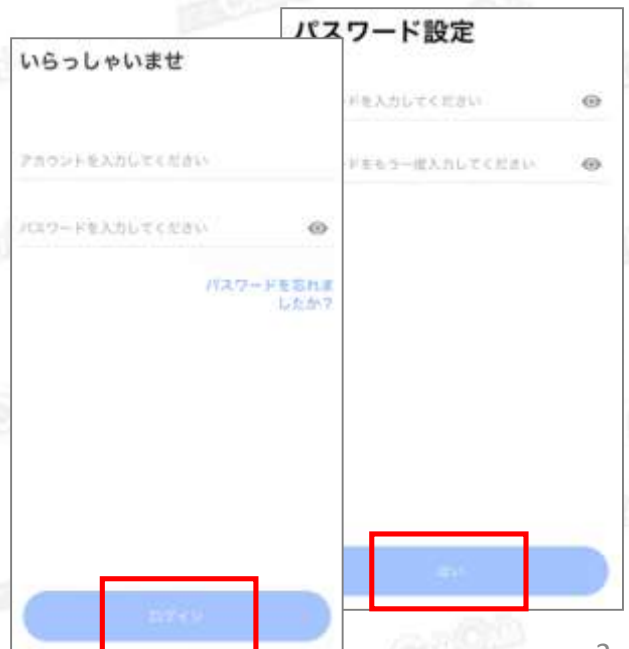 いらっしゃいませ
アカウントを入力してください
パスワードを入力してください
パスワードを忘れま
したか?
ログイン
パスワード設定
ードを入力してください
ードをもう一度入力してください
はい